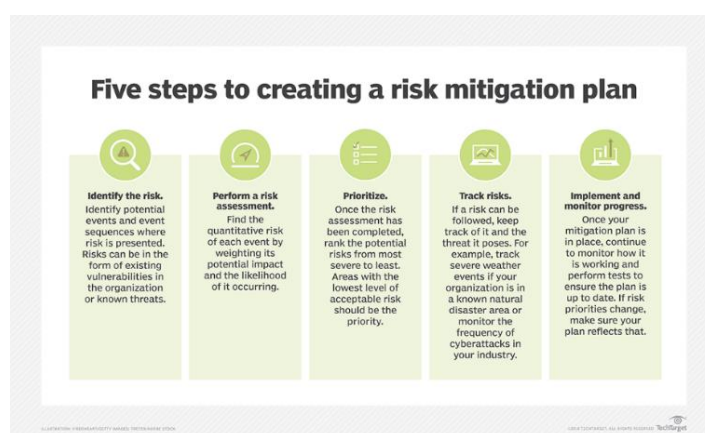 Five steps to creating a risk mitigation plan
Identify the risk.
Identify potential
events and event
sequences where
risk is presented.
Risks can be in the
form of existing
vulnerabilities in
the organization
or known threats.
Perform a risk
assessment.
Find the
quantitative risk
of each event by
weighting its
potential impact
and the likelihood
of it occurring.
Prioritize.
Once the risk
assessment has
been completed,
rank the potential
risks from most
severe to least.
Areas with the
lowest level of
acceptable risk
should be the
priority.
Track risks.
If a risk can be
followed, keep
track of it and the
threat it poses. For
example, track
severe weather
events if your
organization is in
a known natural
disaster area or
monitor the
frequency of
cyberattacks in
your industry.
Implement and
monitor progress.
Once your
mitigation plan is
in place, continue
to monitor how it
is working and
perform tests to
ensure the plan is
up to date. If risk
priorities change,
make sure your
plan reflects that.
TechTarget